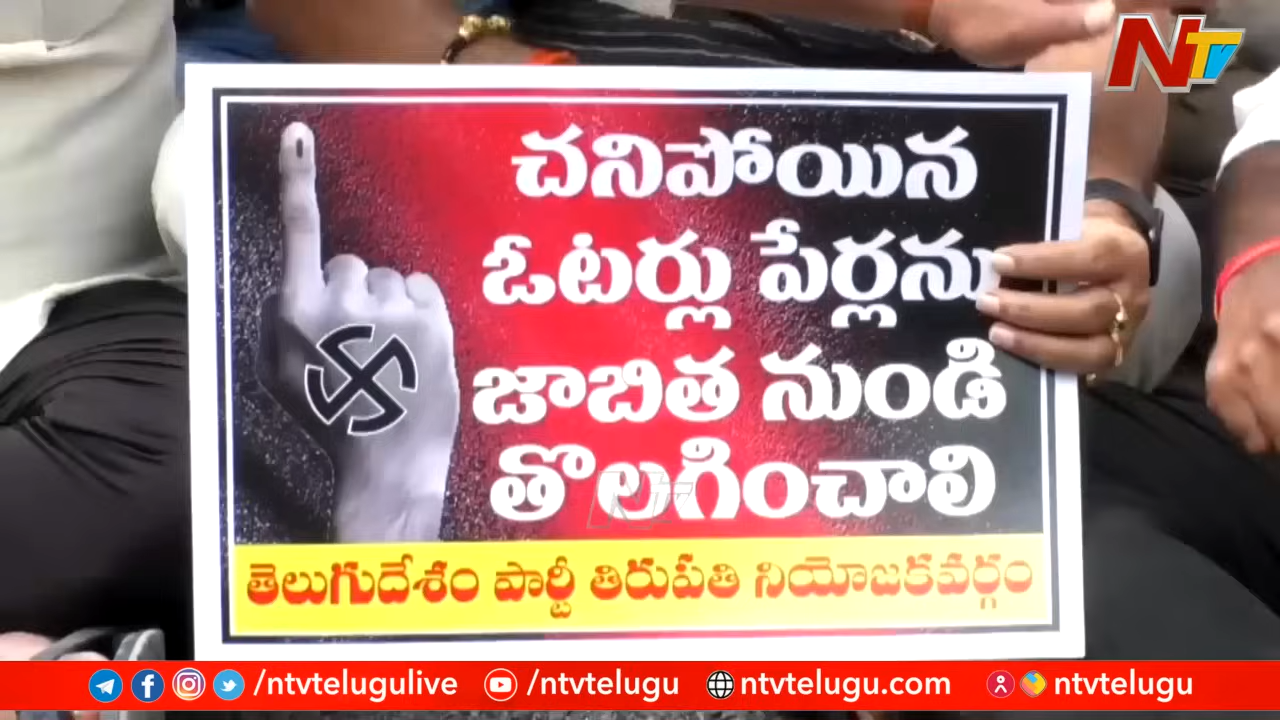 NTV
చనిపోయిన
ఓటర్లు పేర్లను
జాబిత నుండి
తొలగించాలి
తెలుగుదేశం పార్టీ తిరుపతి నియోజకవర్గం
/ntvtelugulive /ntvtelugu ntvtelugu.com ntvtelugu